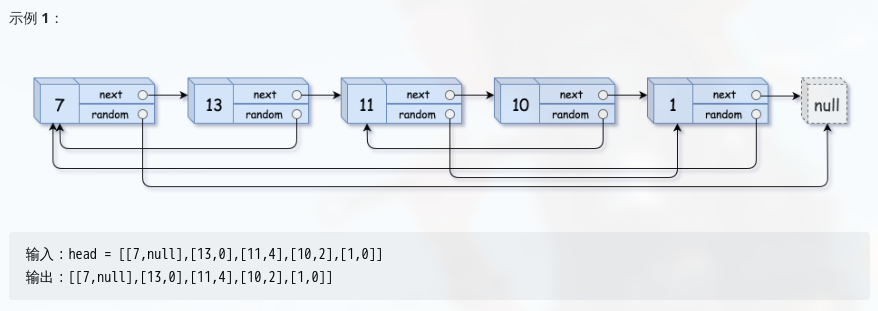 示例 1：
7 next random 13 next random 11 next random 10 next random 1 next random null
输入：head = [[7,null],[13,0],[11,4],[10,2],[1,0]]
输出：[[7,null],[13,0],[11,4],[10,2],[1,0]]